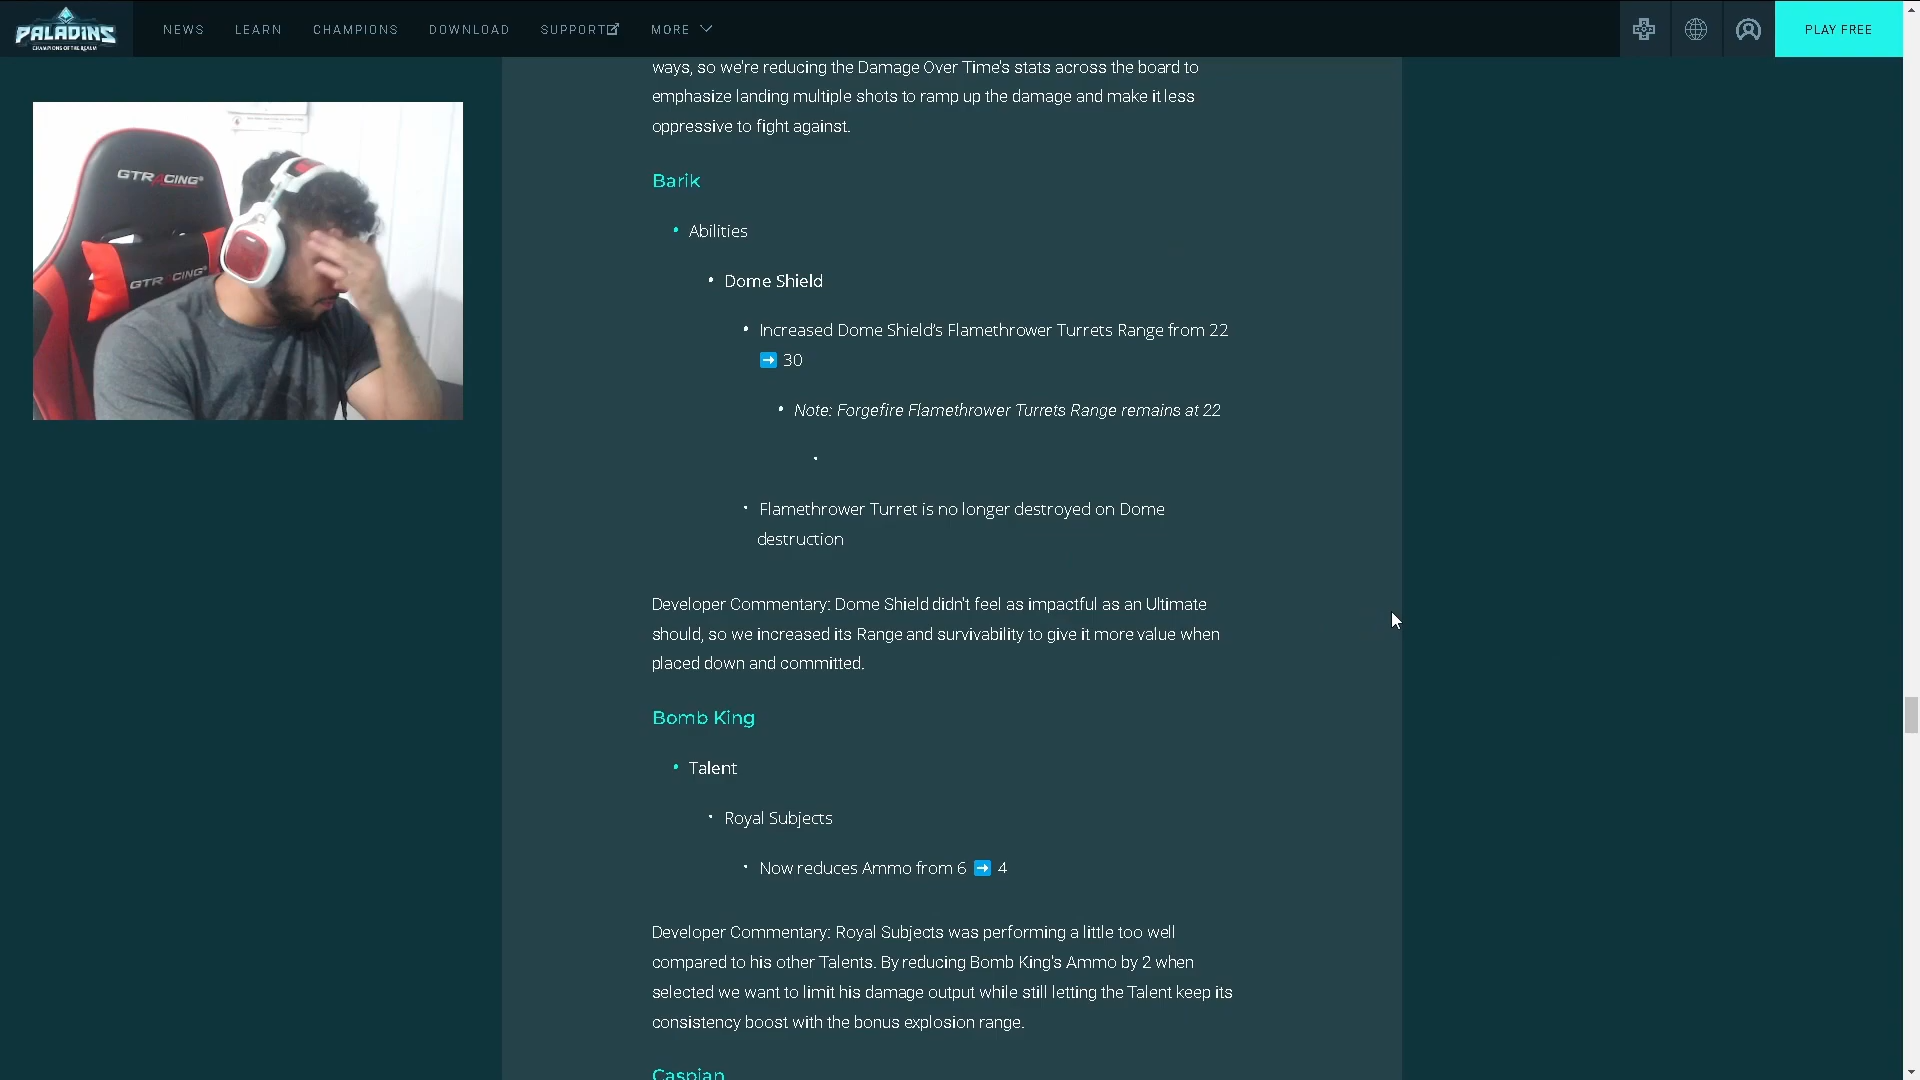 PALADINS
CHAMPIONS OF THE REALM
NEWS
LEARN
CHAMPIONS
DOWNLOAD
SUPPORT
MORE
PLAY FREE
ways, so we're reducing the Damage Over Time's stats across the board to
emphasize landing multiple shots to ramp up the damage and make it less
oppressive to fight against.
GTRACING
GTRACING
Barik
Abilities
Dome Shield
Increased Dome Shield’s Flamethrower Turrets Range from 22
➡ 30
Note: Forgefire Flamethrower Turrets Range remains at 22
Flamethrower Turret is no longer destroyed on Dome
destruction
Developer Commentary: Dome Shield didn't feel as impactful as an Ultimate
should, so we increased its Range and survivability to give it more value when
placed down and committed.
Bomb King
Talent
Royal Subjects
Now reduces Ammo from 6 ➡ 4
Developer Commentary: Royal Subjects was performing a little too well
compared to his other Talents. By reducing Bomb King's Ammo by 2 when
selected we want to limit his damage output while still letting the Talent keep its
consistency boost with the bonus explosion range.
Caspian